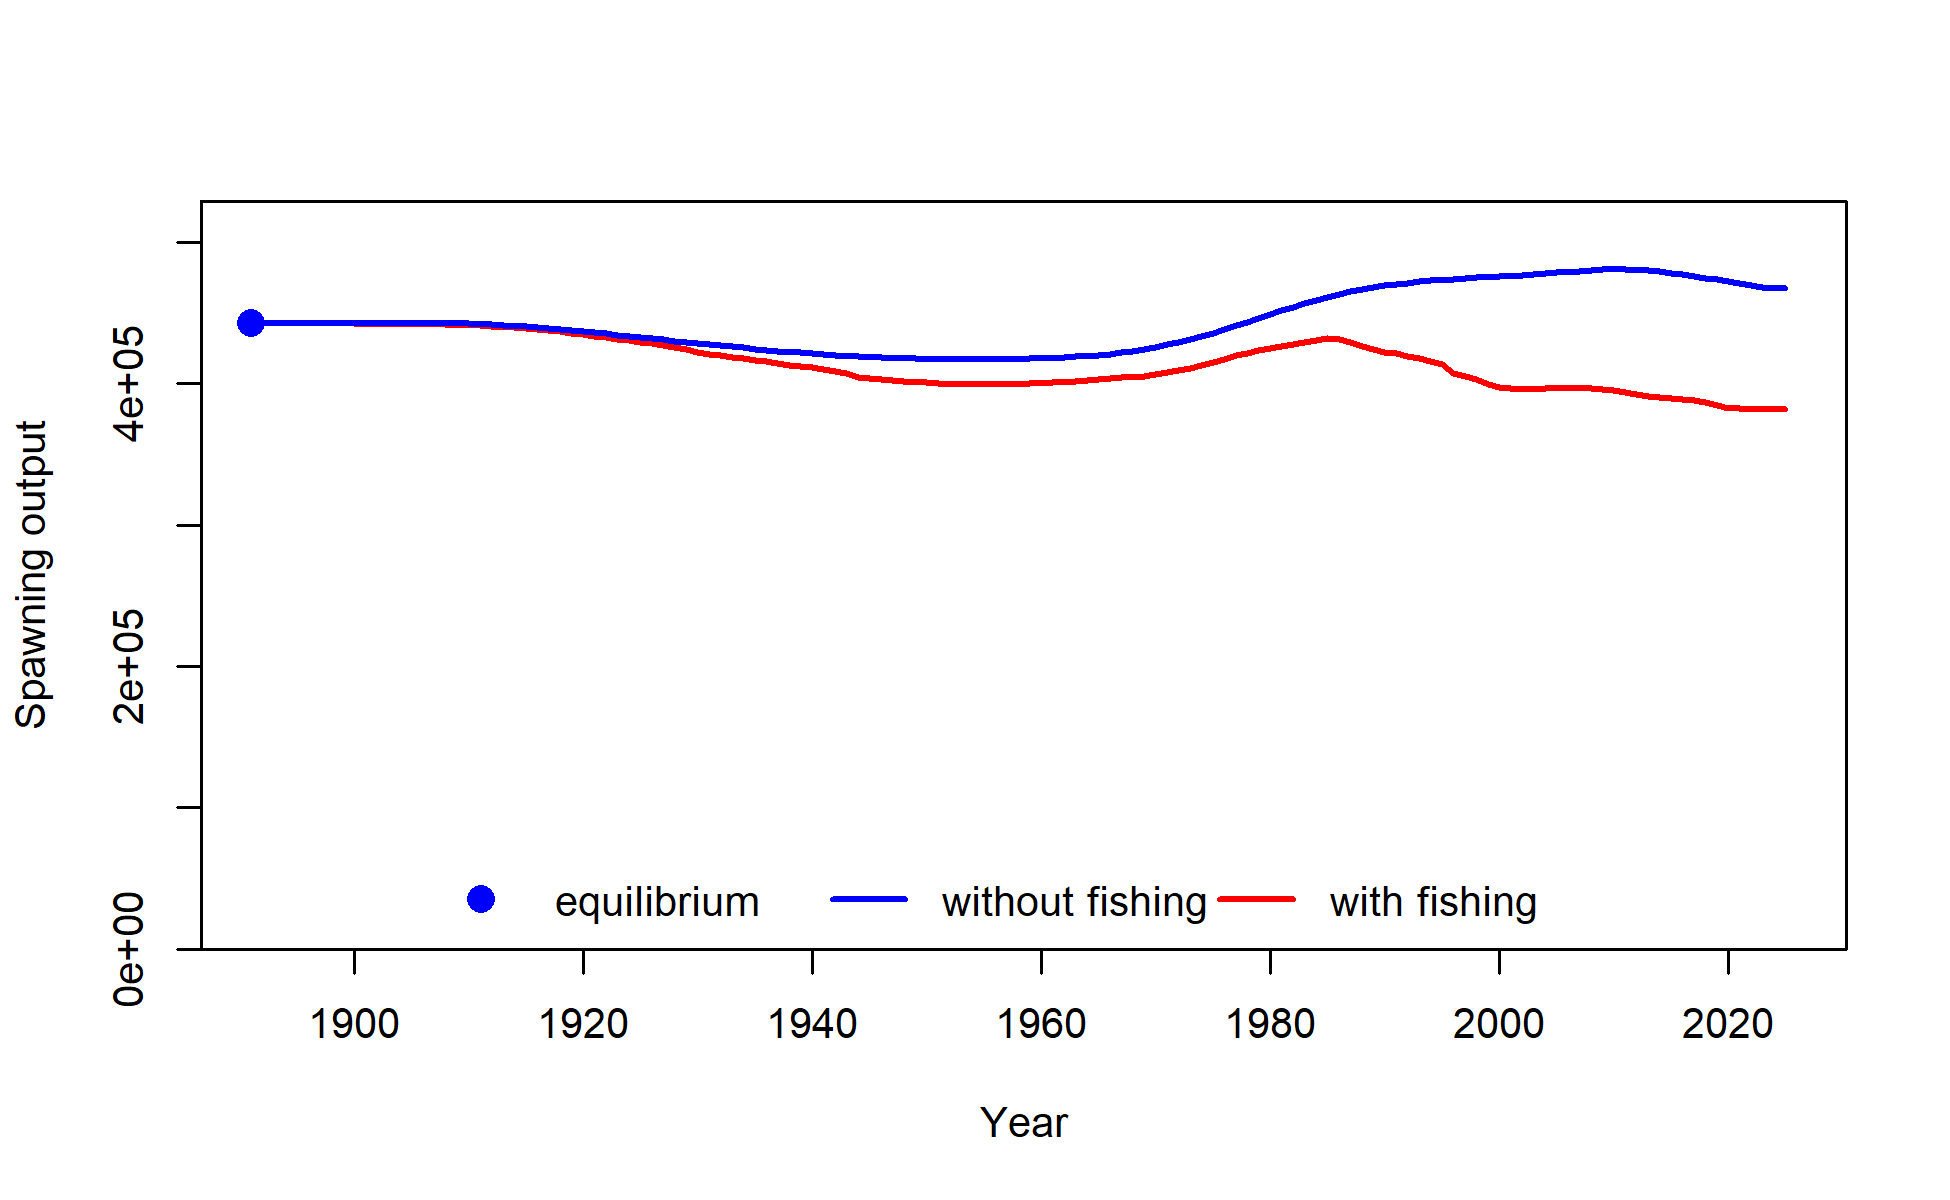 Spawning output
4e+05
2e+05
0e+00
equilibrium without fishing with fishing
1900 1920 1940 1960 1980 2000 2020
Year